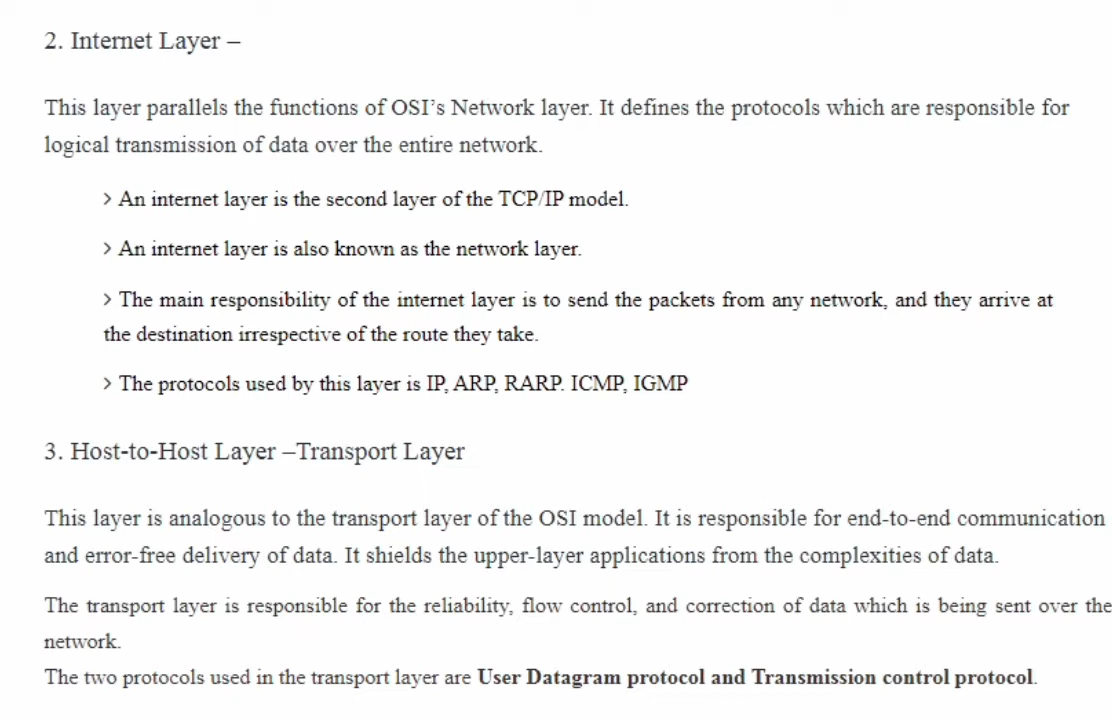 2. Internet Layer –
This layer parallels the functions of OSI’s Network layer. It defines the protocols which are responsible for
logical transmission of data over the entire network.
> An internet layer is the second layer of the TCP/IP model.
> An internet layer is also known as the network layer.
> The main responsibility of the internet layer is to send the packets from any network, and they arrive at
the destination irrespective of the route they take.
> The protocols used by this layer is IP, ARP, RARP. ICMP, IGMP
3. Host-to-Host Layer –Transport Layer
This layer is analogous to the transport layer of the OSI model. It is responsible for end-to-end communication
and error-free delivery of data. It shields the upper-layer applications from the complexities of data.
The transport layer is responsible for the reliability, flow control, and correction of data which is being sent over the
network.
The two protocols used in the transport layer are User Datagram protocol and Transmission control protocol.